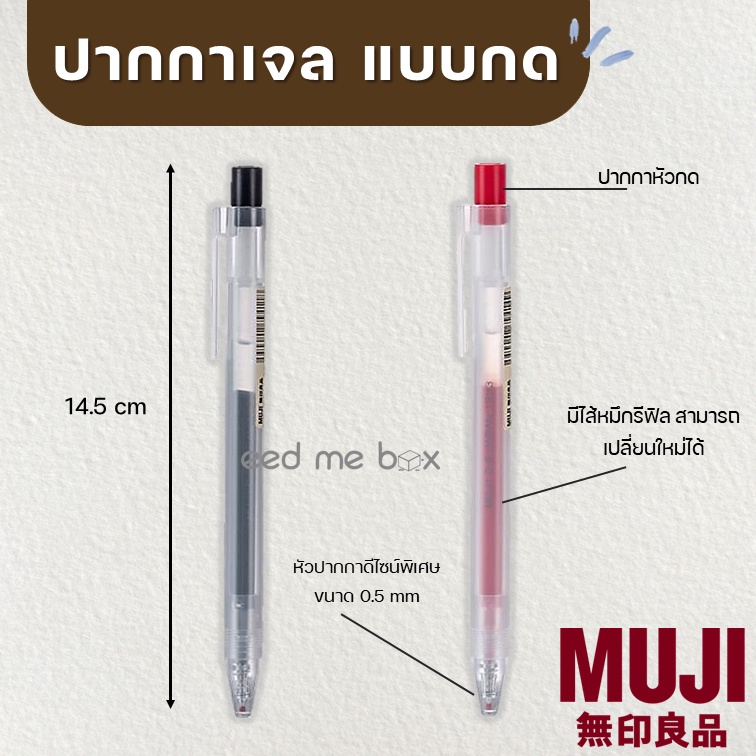 ปากกาเจล แบบกด
ปากกาหัวกด
14.5 cm
มีไส้หมึกรีฟิล สามารถ
เปลี่ยนใหม่ได้
eed me box
หัวปากกาดีไซน์พิเศษ
ขนาด 0.5 mm
MUJI
MUJI
MUJI
無印良品